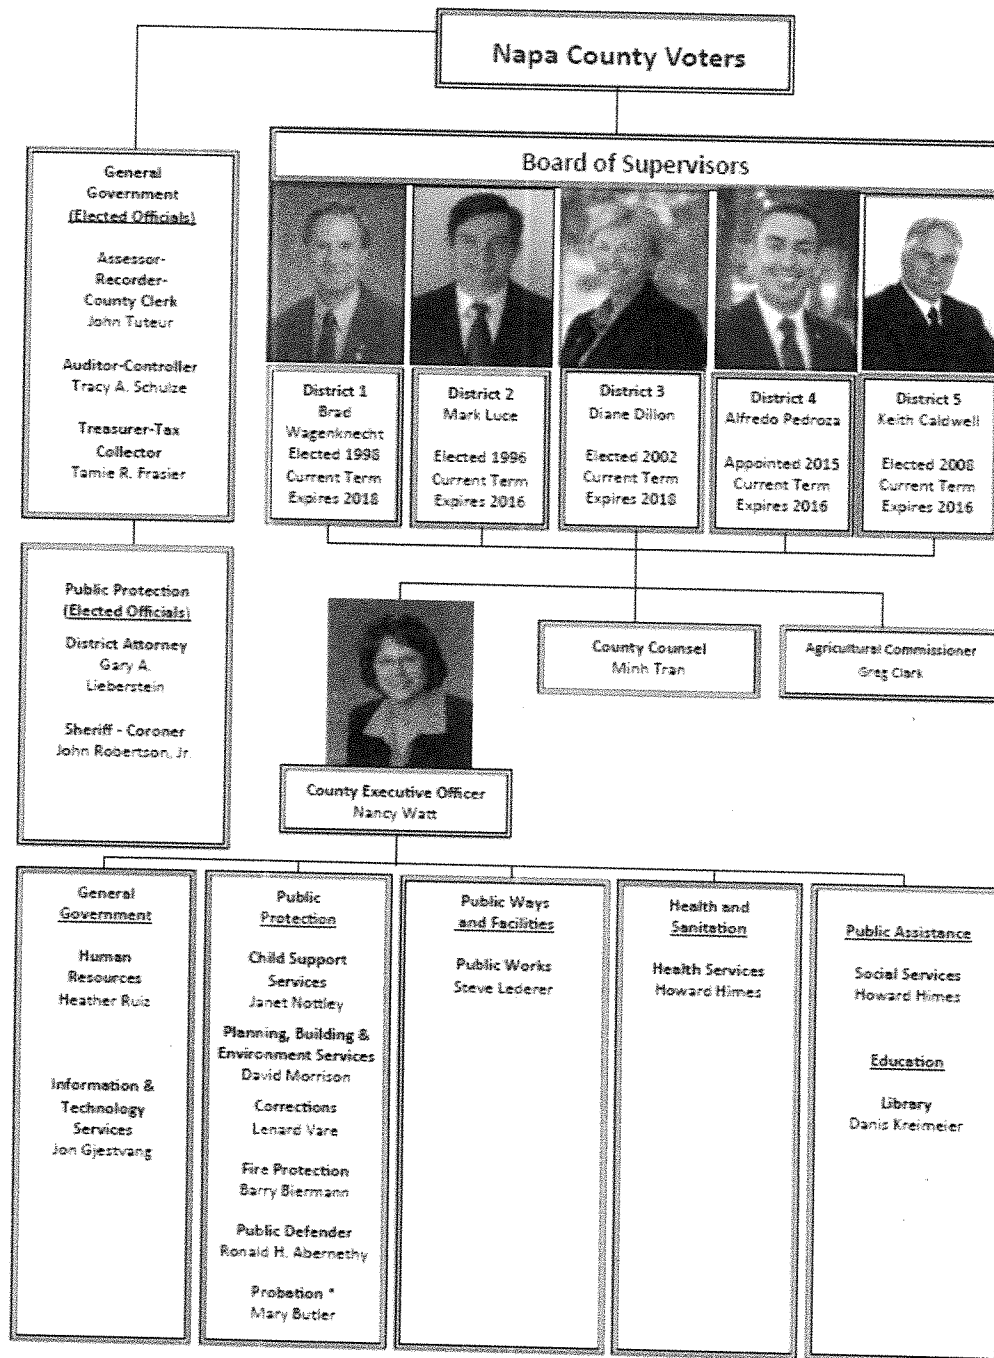 Napa County Voters
General
Government
(Elected Officials)
Assessor-
Recorder-
County Clerk
John Tuteur
Auditor-Controller
Tracy A. Schulze
Treasurer-Tax
Collector
Tamie R. Frasier
Board of Supervisors
District 1
Brad
Wagenknecht
Elected 1998
Current Term
Expires 2018
District 2
Mark Luce
Elected 1996
Current Term
Expires 2016
District 3
Diane Dillon
Elected 2002
Current Term
Expires 2018
District 4
Alfredo Pedroza
Appointed 2015
Current Term
Expires 2016
District 5
Keith Caldwell
Elected 2008
Current Term
Expires 2016
Public Protection
(Elected Officials)
District Attorney
Gary A.
Lieberstein
Sheriff - Coroner
John Robertson, Jr.
County Executive Officer
Nancy Watt
County Counsel
Minh Tran
Agricultural Commissioner
Greg Clark
General
Government
Human
Resources
Heather Ruiz
Information &
Technology
Services
Jon Gjestvang
Public
Protection
Child Support
Services
Janet Nottley
Planning, Building &
Environment Services
David Morrison
Corrections
Lenard Vare
Fire Protection
Barry Biermann
Public Defender
Ronald H. Abernethy
Probation *
Mary Butler
Public Ways
and Facilities
Public Works
Steve Lederer
Health and
Sanitation
Health Services
Howard Himes
Public Assistance
Social Services
Howard Himes
Education
Library
Danis Kreimeier